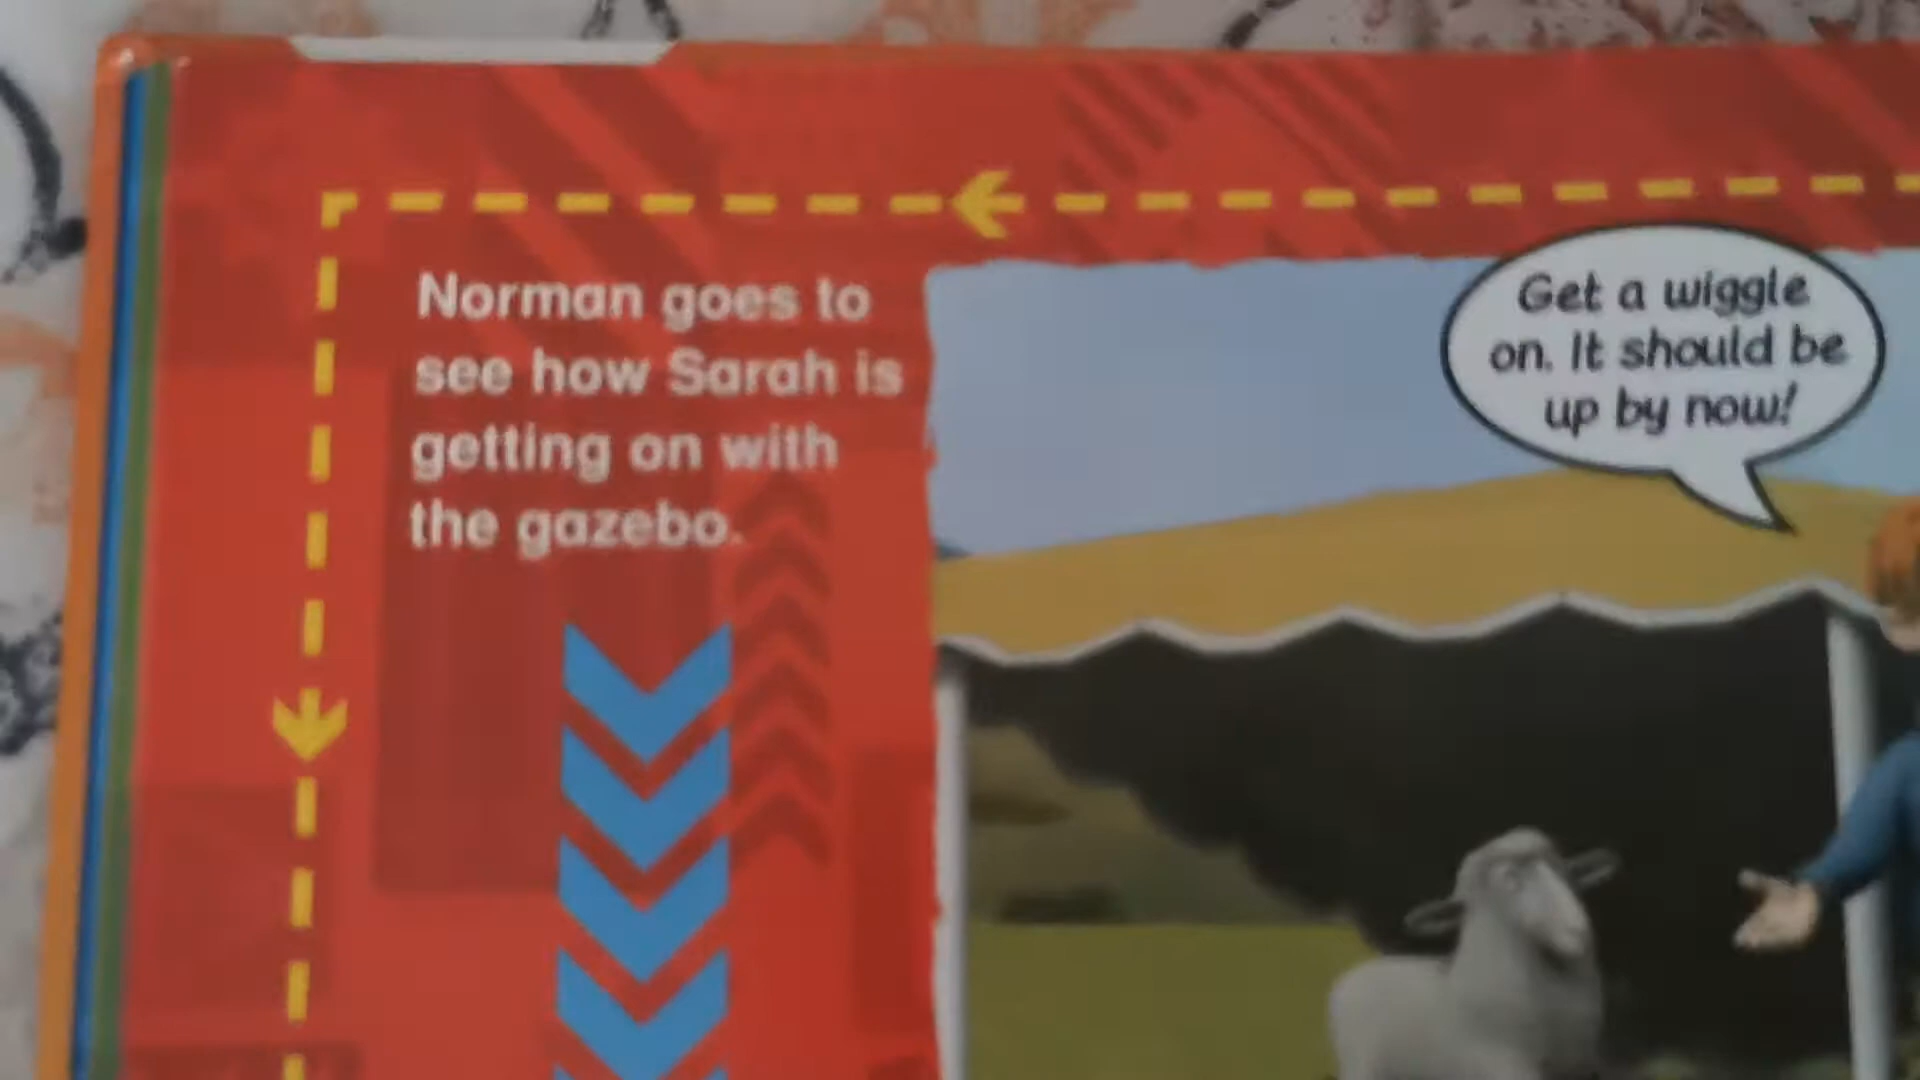 Norman goes to
see how Sarah is
getting on with
the gazebo.
Get a wiggle
on. It should be
up by now!